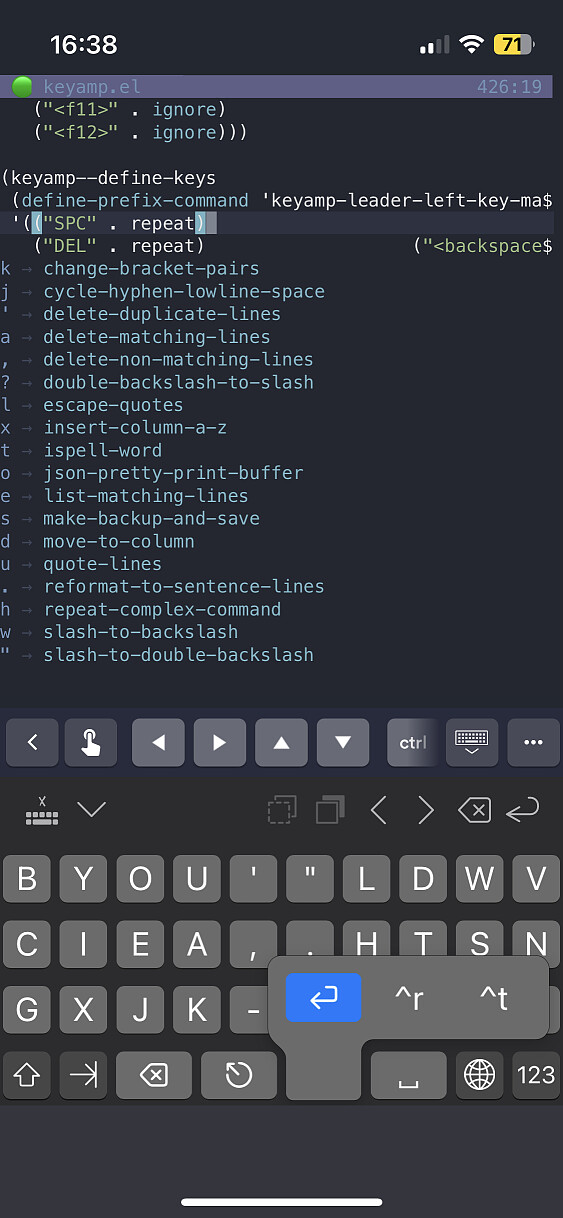 16:38
71
keyamp.el 426:19
("<f11>" . ignore)
("<f12>" . ignore)))
(keyamp--define-keys
(define-prefix-command 'keyamp-leader-left-key-ma$
'(("SPC" . repeat)
("DEL" . repeat) ("<backspace$
k → change-bracket-pairs
j → cycle-hyphen-lowline-space
' → delete-duplicate-lines
a → delete-matching-lines
, → delete-non-matching-lines
? → double-backslash-to-slash
l → escape-quotes
x → insert-column-a-z
t → ispell-word
o → json-pretty-print-buffer
e → list-matching-lines
s → make-backup-and-save
d → move-to-column
u → quote-lines
. → reformat-to-sentence-lines
h → repeat-complex-command
w → slash-to-backslash
" → slash-to-double-backslash
ctrl
B Y O U ' " L D W V
C I E A , . H T S N
G X J K -
^r ^t
123